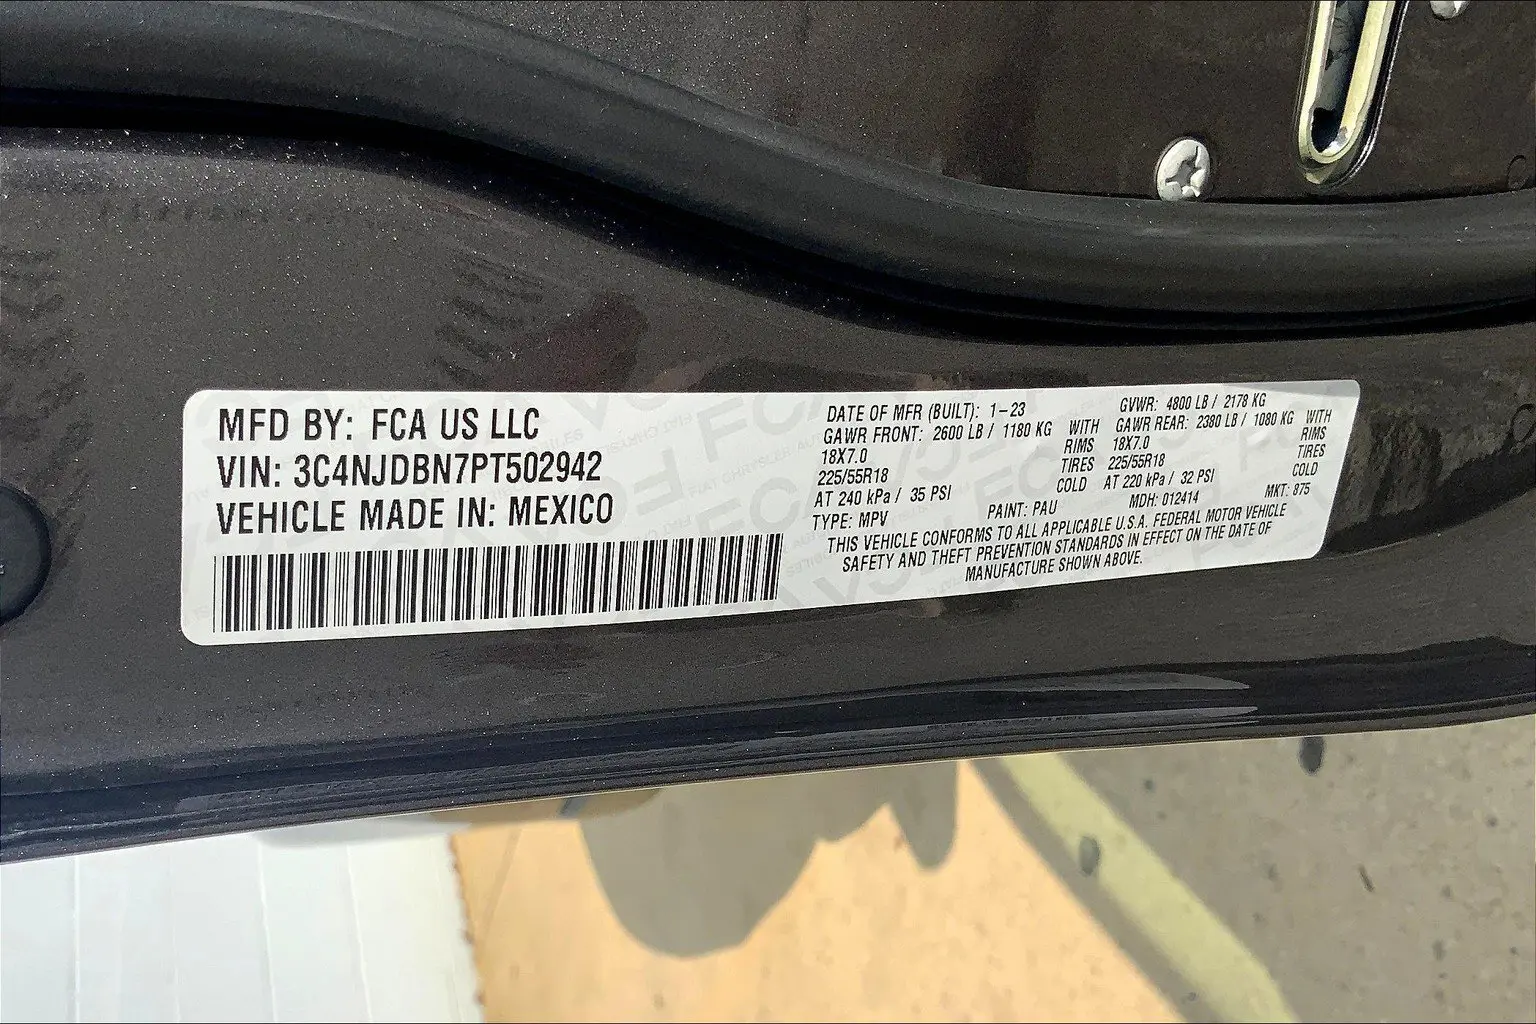 MFD BY: FCA US LLC
VIN: 3C4NJDBN7PT502942
VEHICLE MADE IN: MEXICO
DATE OF MFR (BUILT): 1-23
GVWR: 4800 LB / 2178 KG
GAWR FRONT: 2600 LB / 1180 KG WITH
GAWR REAR: 2380 LB / 1080 KG WITH
18X7.0 RIMS
18X7.0 RIMS
225/55R18 TIRES
225/55R18 TIRES
AT 240 kPa / 35 PSI COLD
AT 220 kPa / 32 PSI COLD
TYPE: MPV PAINT: PAU MDH: 012414 MKT: 875
THIS VEHICLE CONFORMS TO ALL APPLICABLE U.S.A. FEDERAL MOTOR VEHICLE
SAFETY AND THEFT PREVENTION STANDARDS IN EFFECT ON THE DATE OF
MANUFACTURE SHOWN ABOVE.